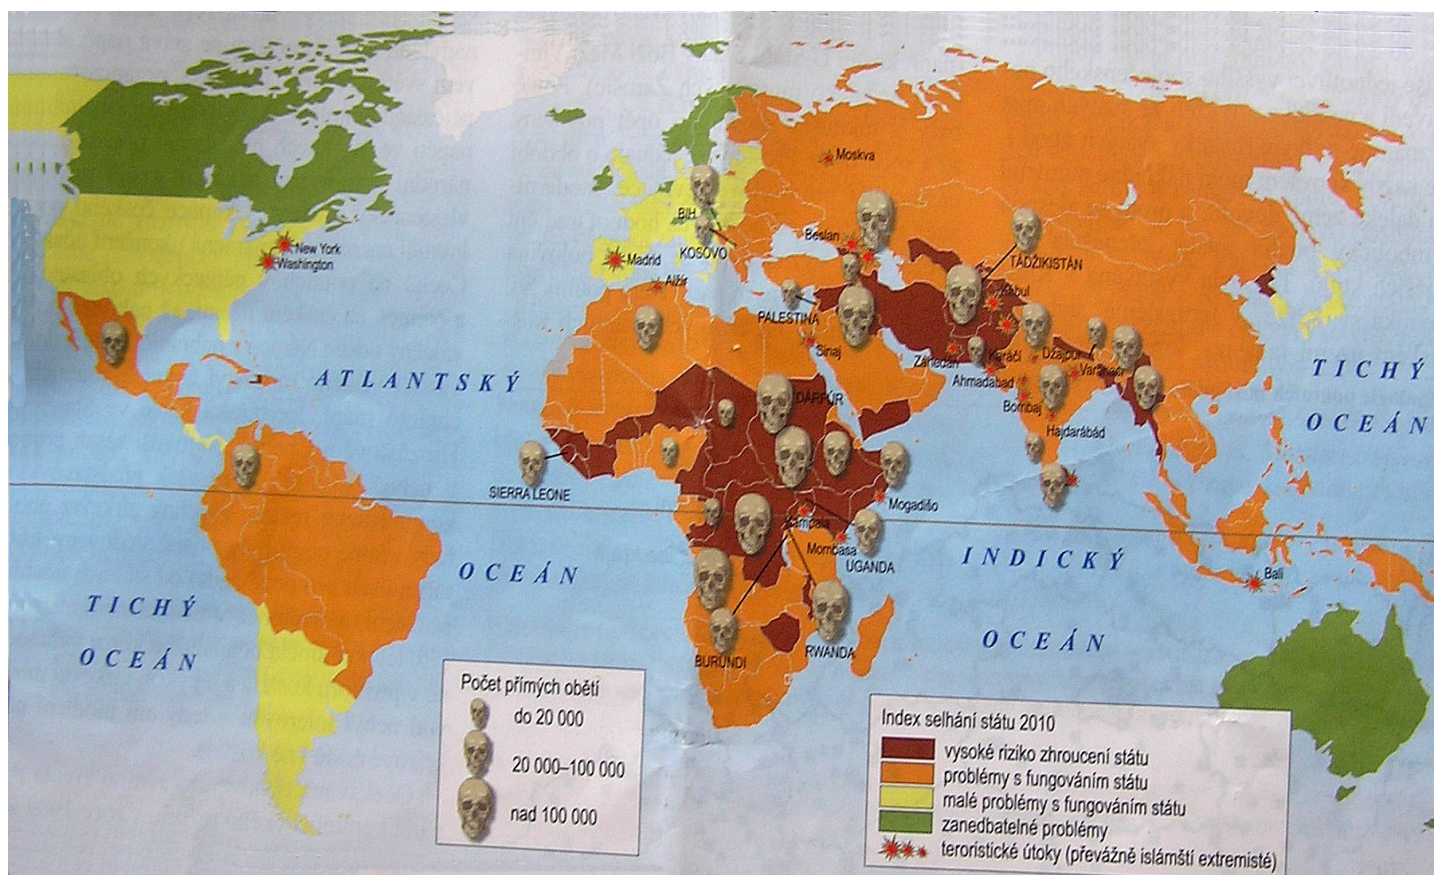 Moskva
New York
Washington
Madrid
BIH
KOSOVO
Alžír
Beslan
TÁDŽIKISTÁN
Kábul
PALESTINA
Sinaj
Záhedán
Karáčí
Džajpur
Váránasí
Ahmadábád
Bombaj
Hajdarábád
ATLANTSKÝ
OCEÁN
TICHÝ
OCEÁN
DÁRFÚR
SIERRA LEONE
Mogadišo
Kampala
Mombasa
UGANDA
INDICKÝ
OCEÁN
Bali
TICHÝ
OCEÁN
BURUNDI
RWANDA
Počet přímých obětí
do 20 000
20 000–100 000
nad 100 000
Index selhání státu 2010
vysoké riziko zhroucení státu
problémy s fungováním státu
malé problémy s fungováním státu
zanedbatelné problémy
teroristické útoky (převážně islámští extremisté)